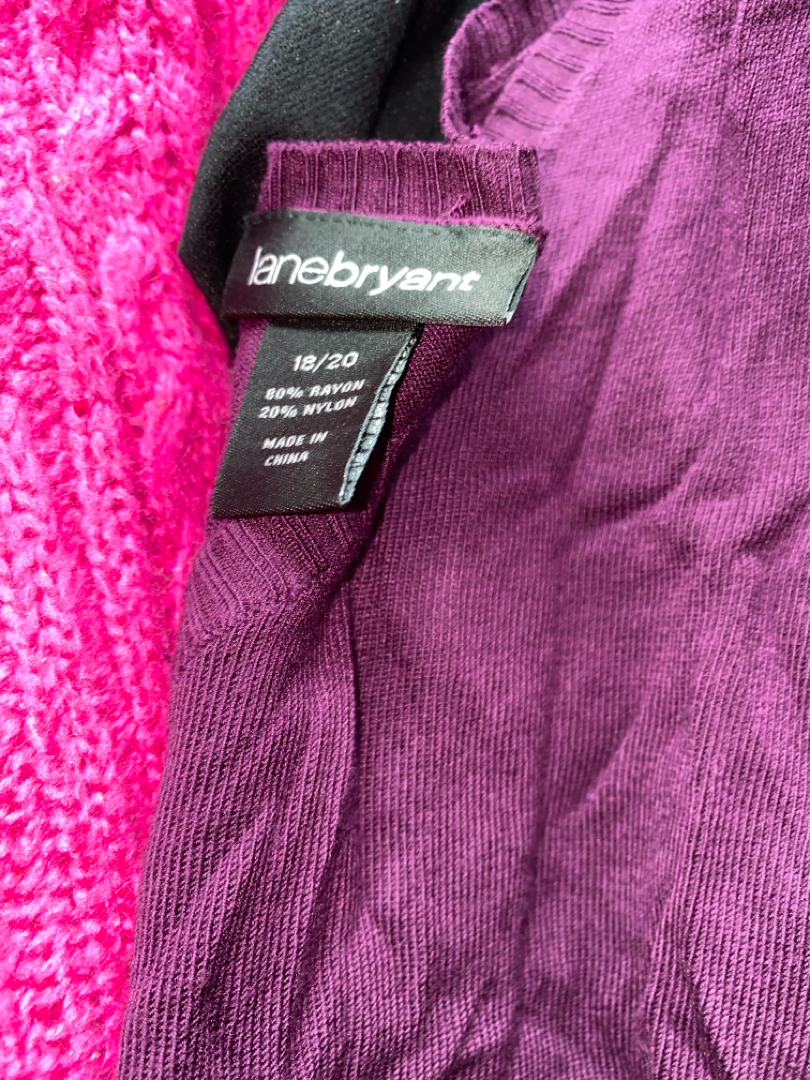 lanebryant
18/20
80% RAYON
20% NYLON
MADE IN
CHINA